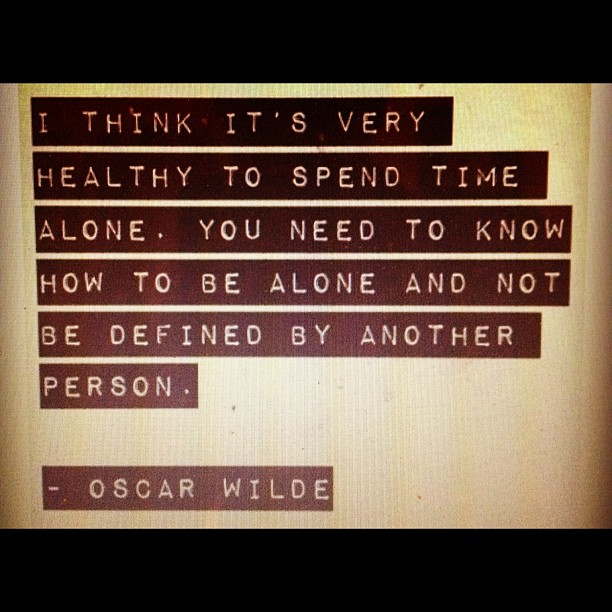 I THINK IT'S VERY
HEALTHY TO SPEND TIME
ALONE. YOU NEED TO KNOW
HOW TO BE ALONE AND NOT
BE DEFINED BY ANOTHER
PERSON.
- OSCAR WILDE